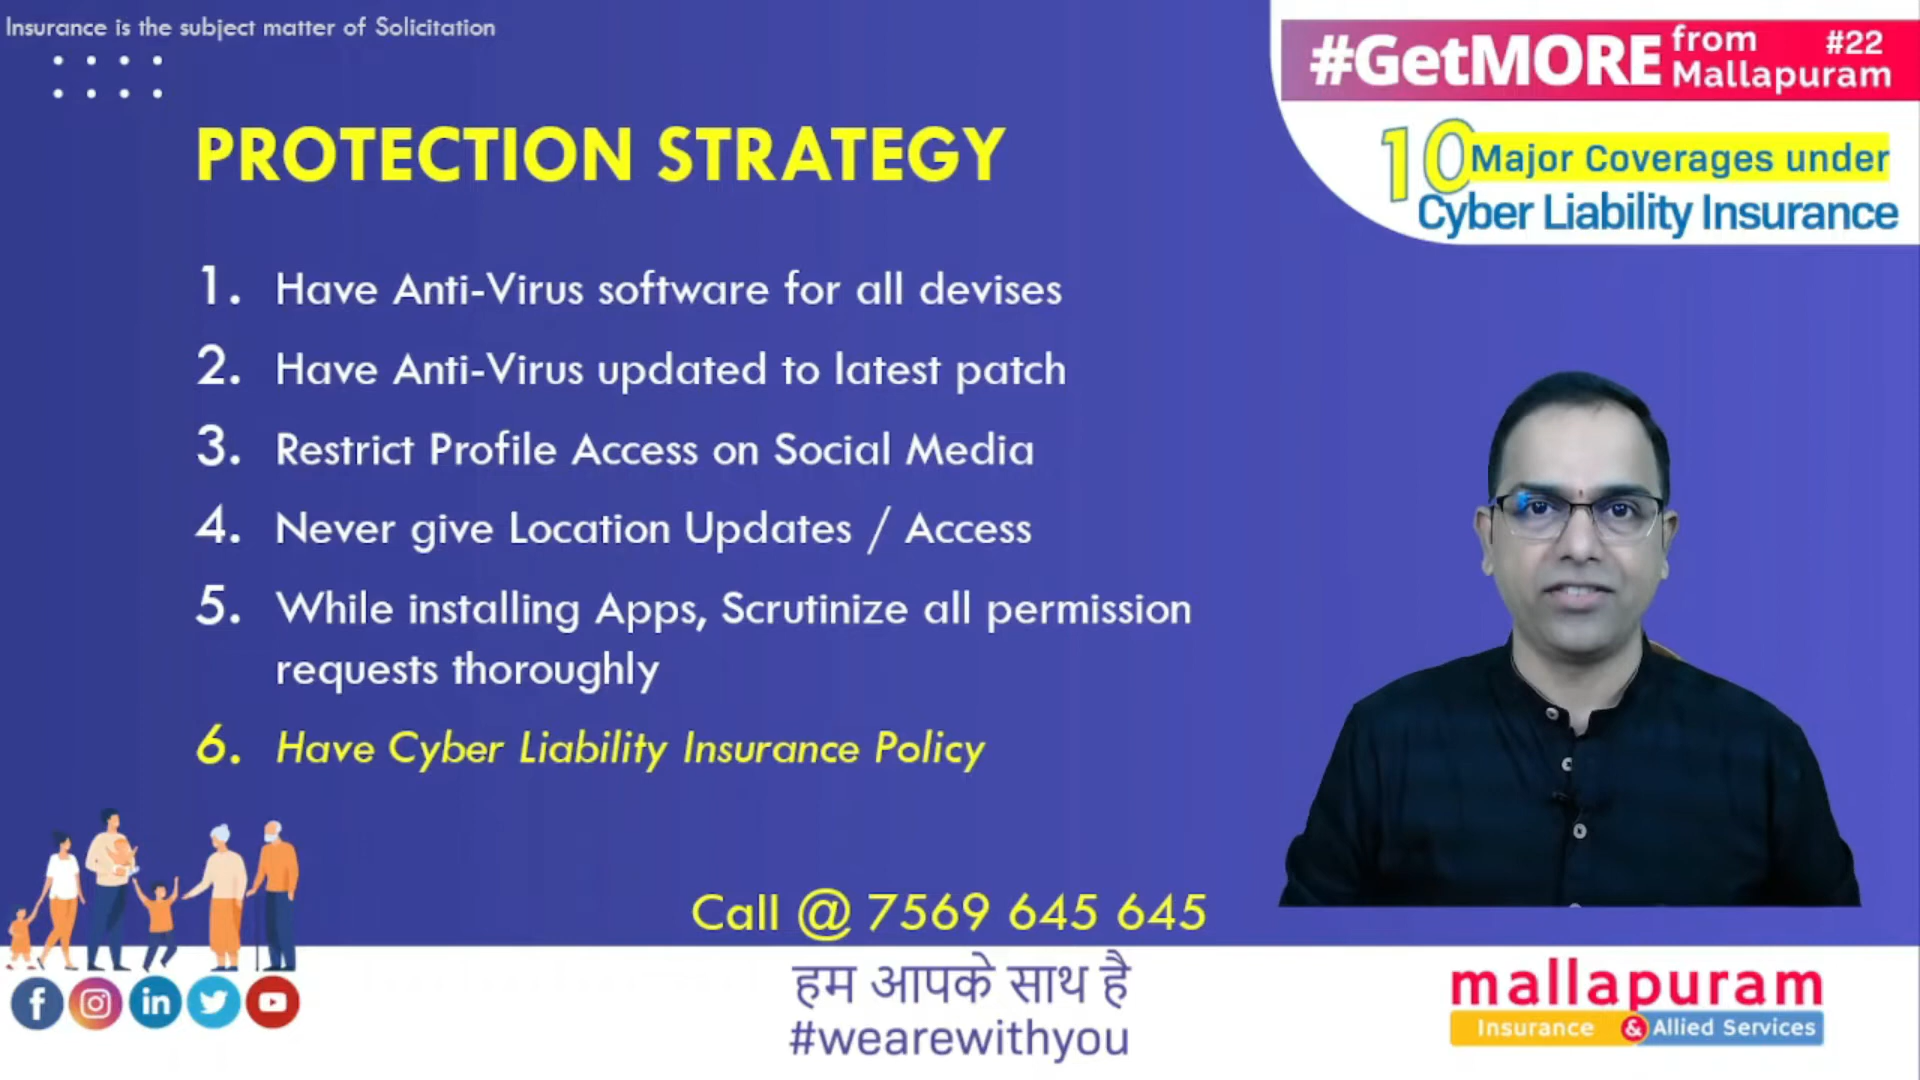 Insurance is the subject matter of Solicitation
#GetMORE from Mallapuram #22
10 Major Coverages under
Cyber Liability Insurance
PROTECTION STRATEGY
1. Have Anti-Virus software for all devises
2. Have Anti-Virus updated to latest patch
3. Restrict Profile Access on Social Media
4. Never give Location Updates / Access
5. While installing Apps, Scrutinize all permission
requests thoroughly
6. Have Cyber Liability Insurance Policy
Call @ 7569 645 645
हम आपके साथ है
#wearewithyou
mallapuram
Insurance & Allied Services